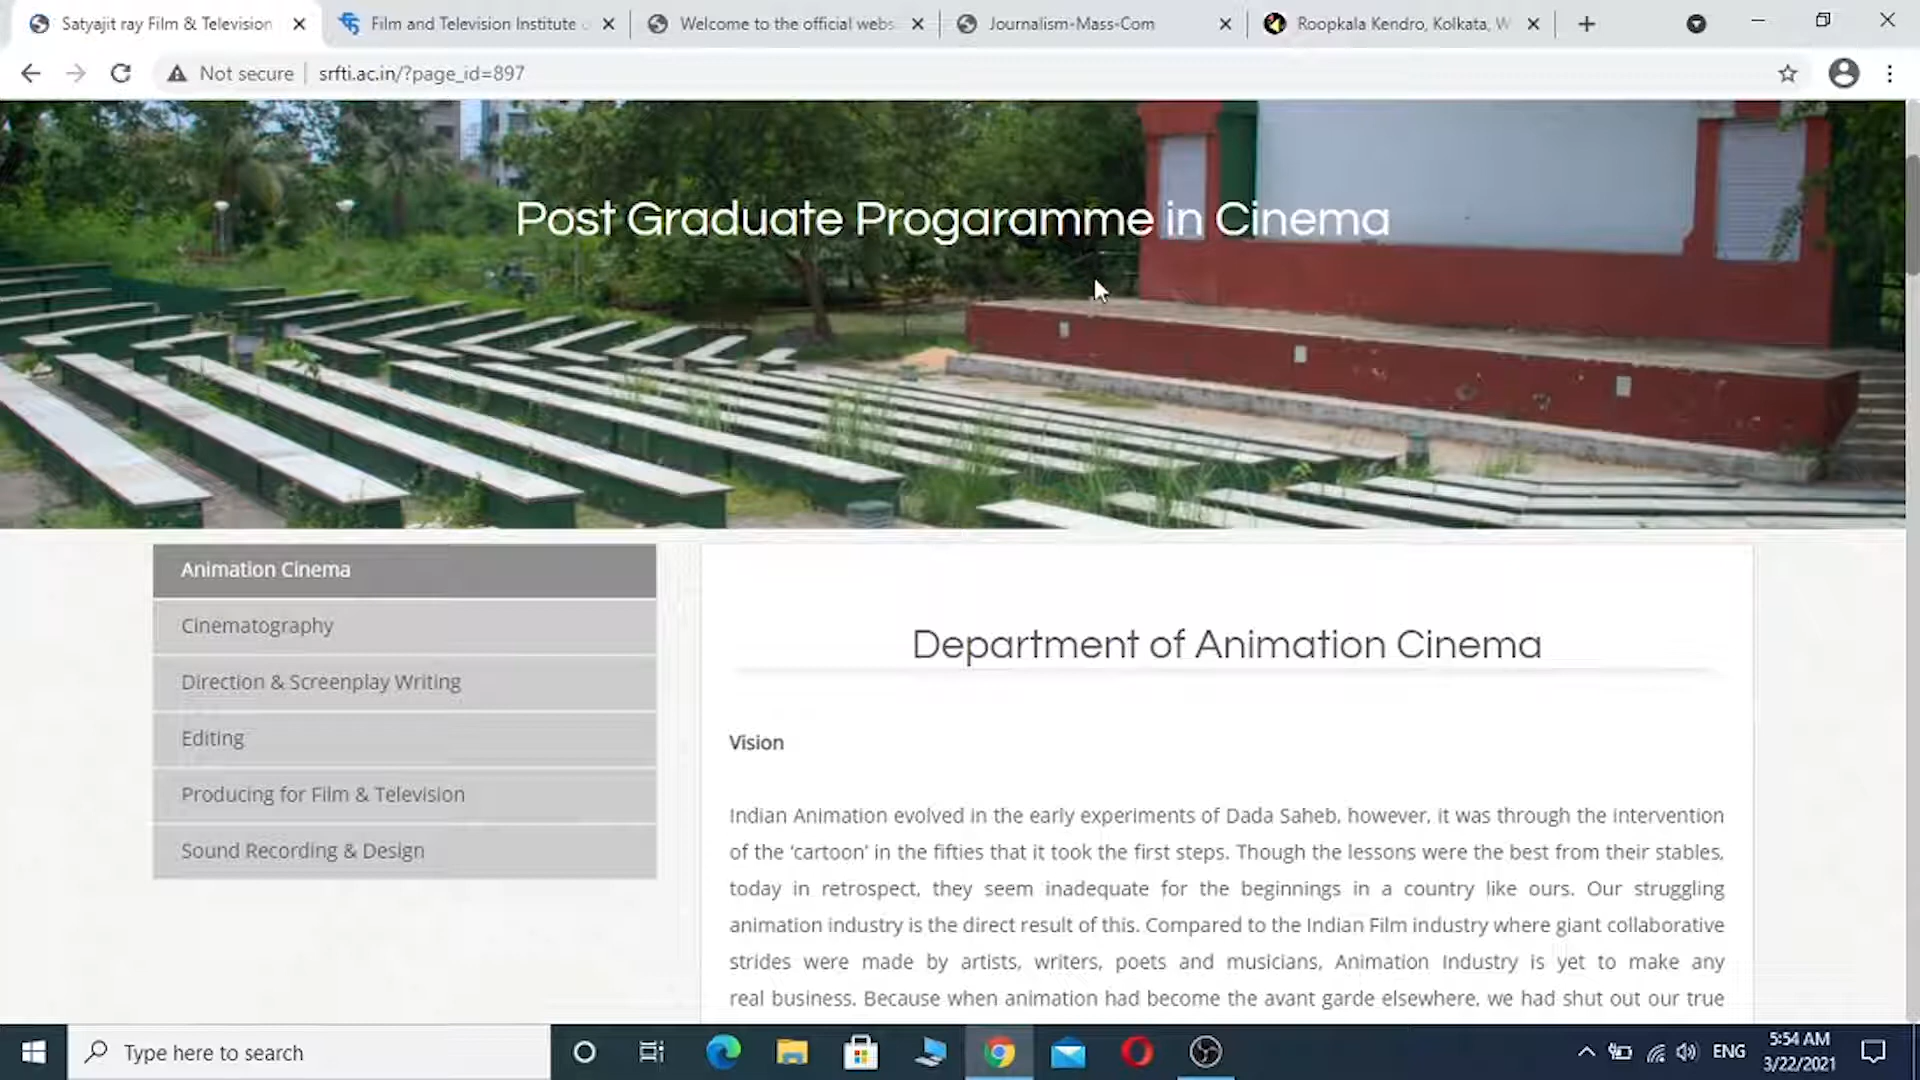 Satyajit ray Film & Television
Film and Television Institute
Welcome to the official webs
Journalism-Mass-Com
Roopkala Kendro, Kolkata, W
Not secure
srfti.ac.in/?page_id=897
Post Graduate Progaramme in Cinema
Animation Cinema
Cinematography
Direction & Screenplay Writing
Editing
Producing for Film & Television
Sound Recording & Design
Department of Animation Cinema
Vision
Indian Animation evolved in the early experiments of Dada Saheb, however, it was through the intervention
of the ‘cartoon’ in the fifties that it took the first steps. Though the lessons were the best from their stables,
today in retrospect, they seem inadequate for the beginnings in a country like ours. Our struggling
animation industry is the direct result of this. Compared to the Indian Film industry where giant collaborative
strides were made by artists, writers, poets and musicians, Animation Industry is yet to make any
real business. Because when animation had become the avant garde elsewhere, we had shut out our true
Type here to search
ENG
5:54 AM
3/22/2021